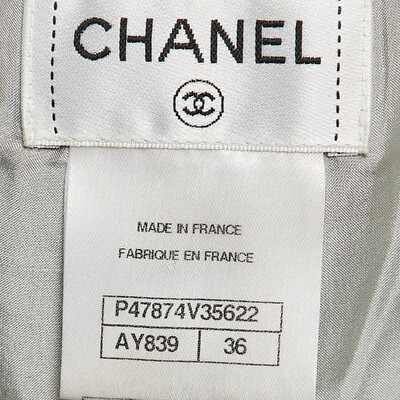 CHANEL
MADE IN FRANCE
FABRIQUE EN FRANCE
P47874V35622
AY839 36